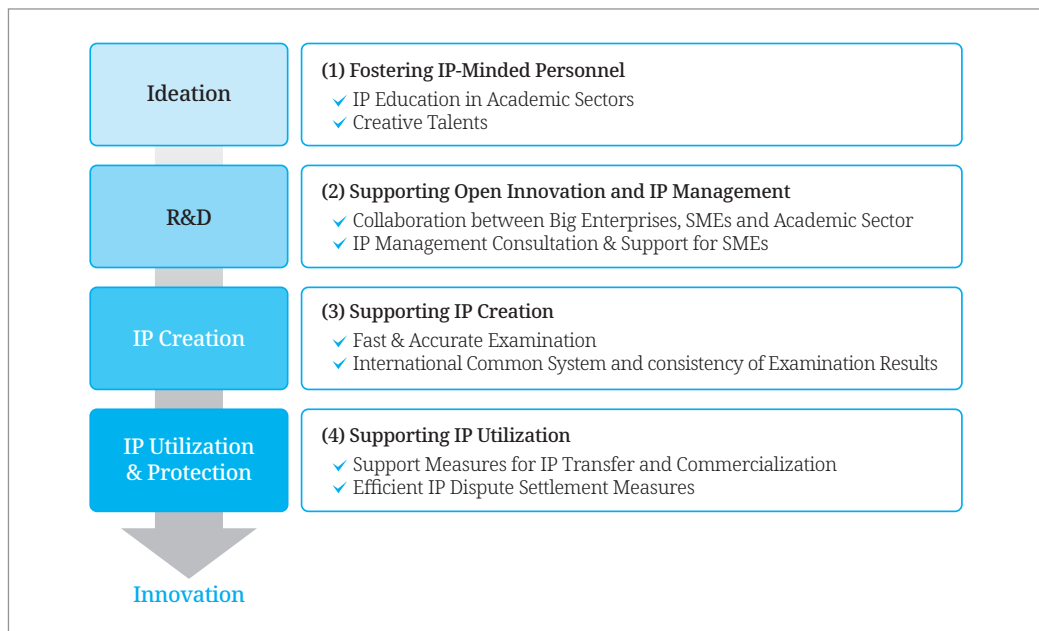 Ideation
(1) Fostering IP-Minded Personnel
✓ IP Education in Academic Sectors
✓ Creative Talents
R&D
(2) Supporting Open Innovation and IP Management
✓ Collaboration between Big Enterprises, SMEs and Academic Sector
✓ IP Management Consultation & Support for SMEs
IP Creation
(3) Supporting IP Creation
✓ Fast & Accurate Examination
✓ International Common System and consistency of Examination Results
IP Utilization
& Protection
(4) Supporting IP Utilization
✓ Support Measures for IP Transfer and Commercialization
✓ Efficient IP Dispute Settlement Measures
Innovation